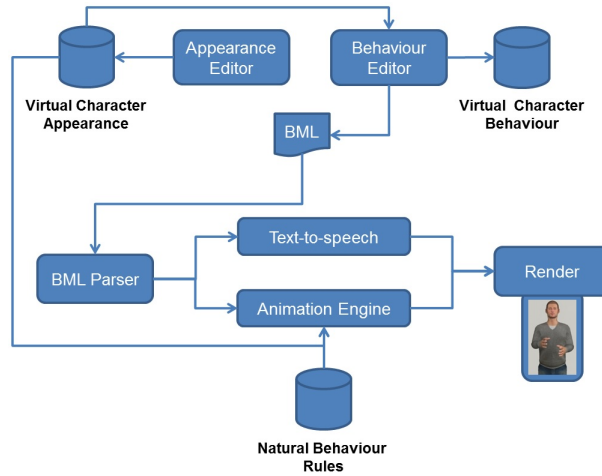 Appearance
Editor
Behaviour
Editor
Virtual Character
Appearance
Virtual Character
Behaviour
BML
Text-to-speech
BML Parser
Render
Animation Engine
Natural Behaviour
Rules